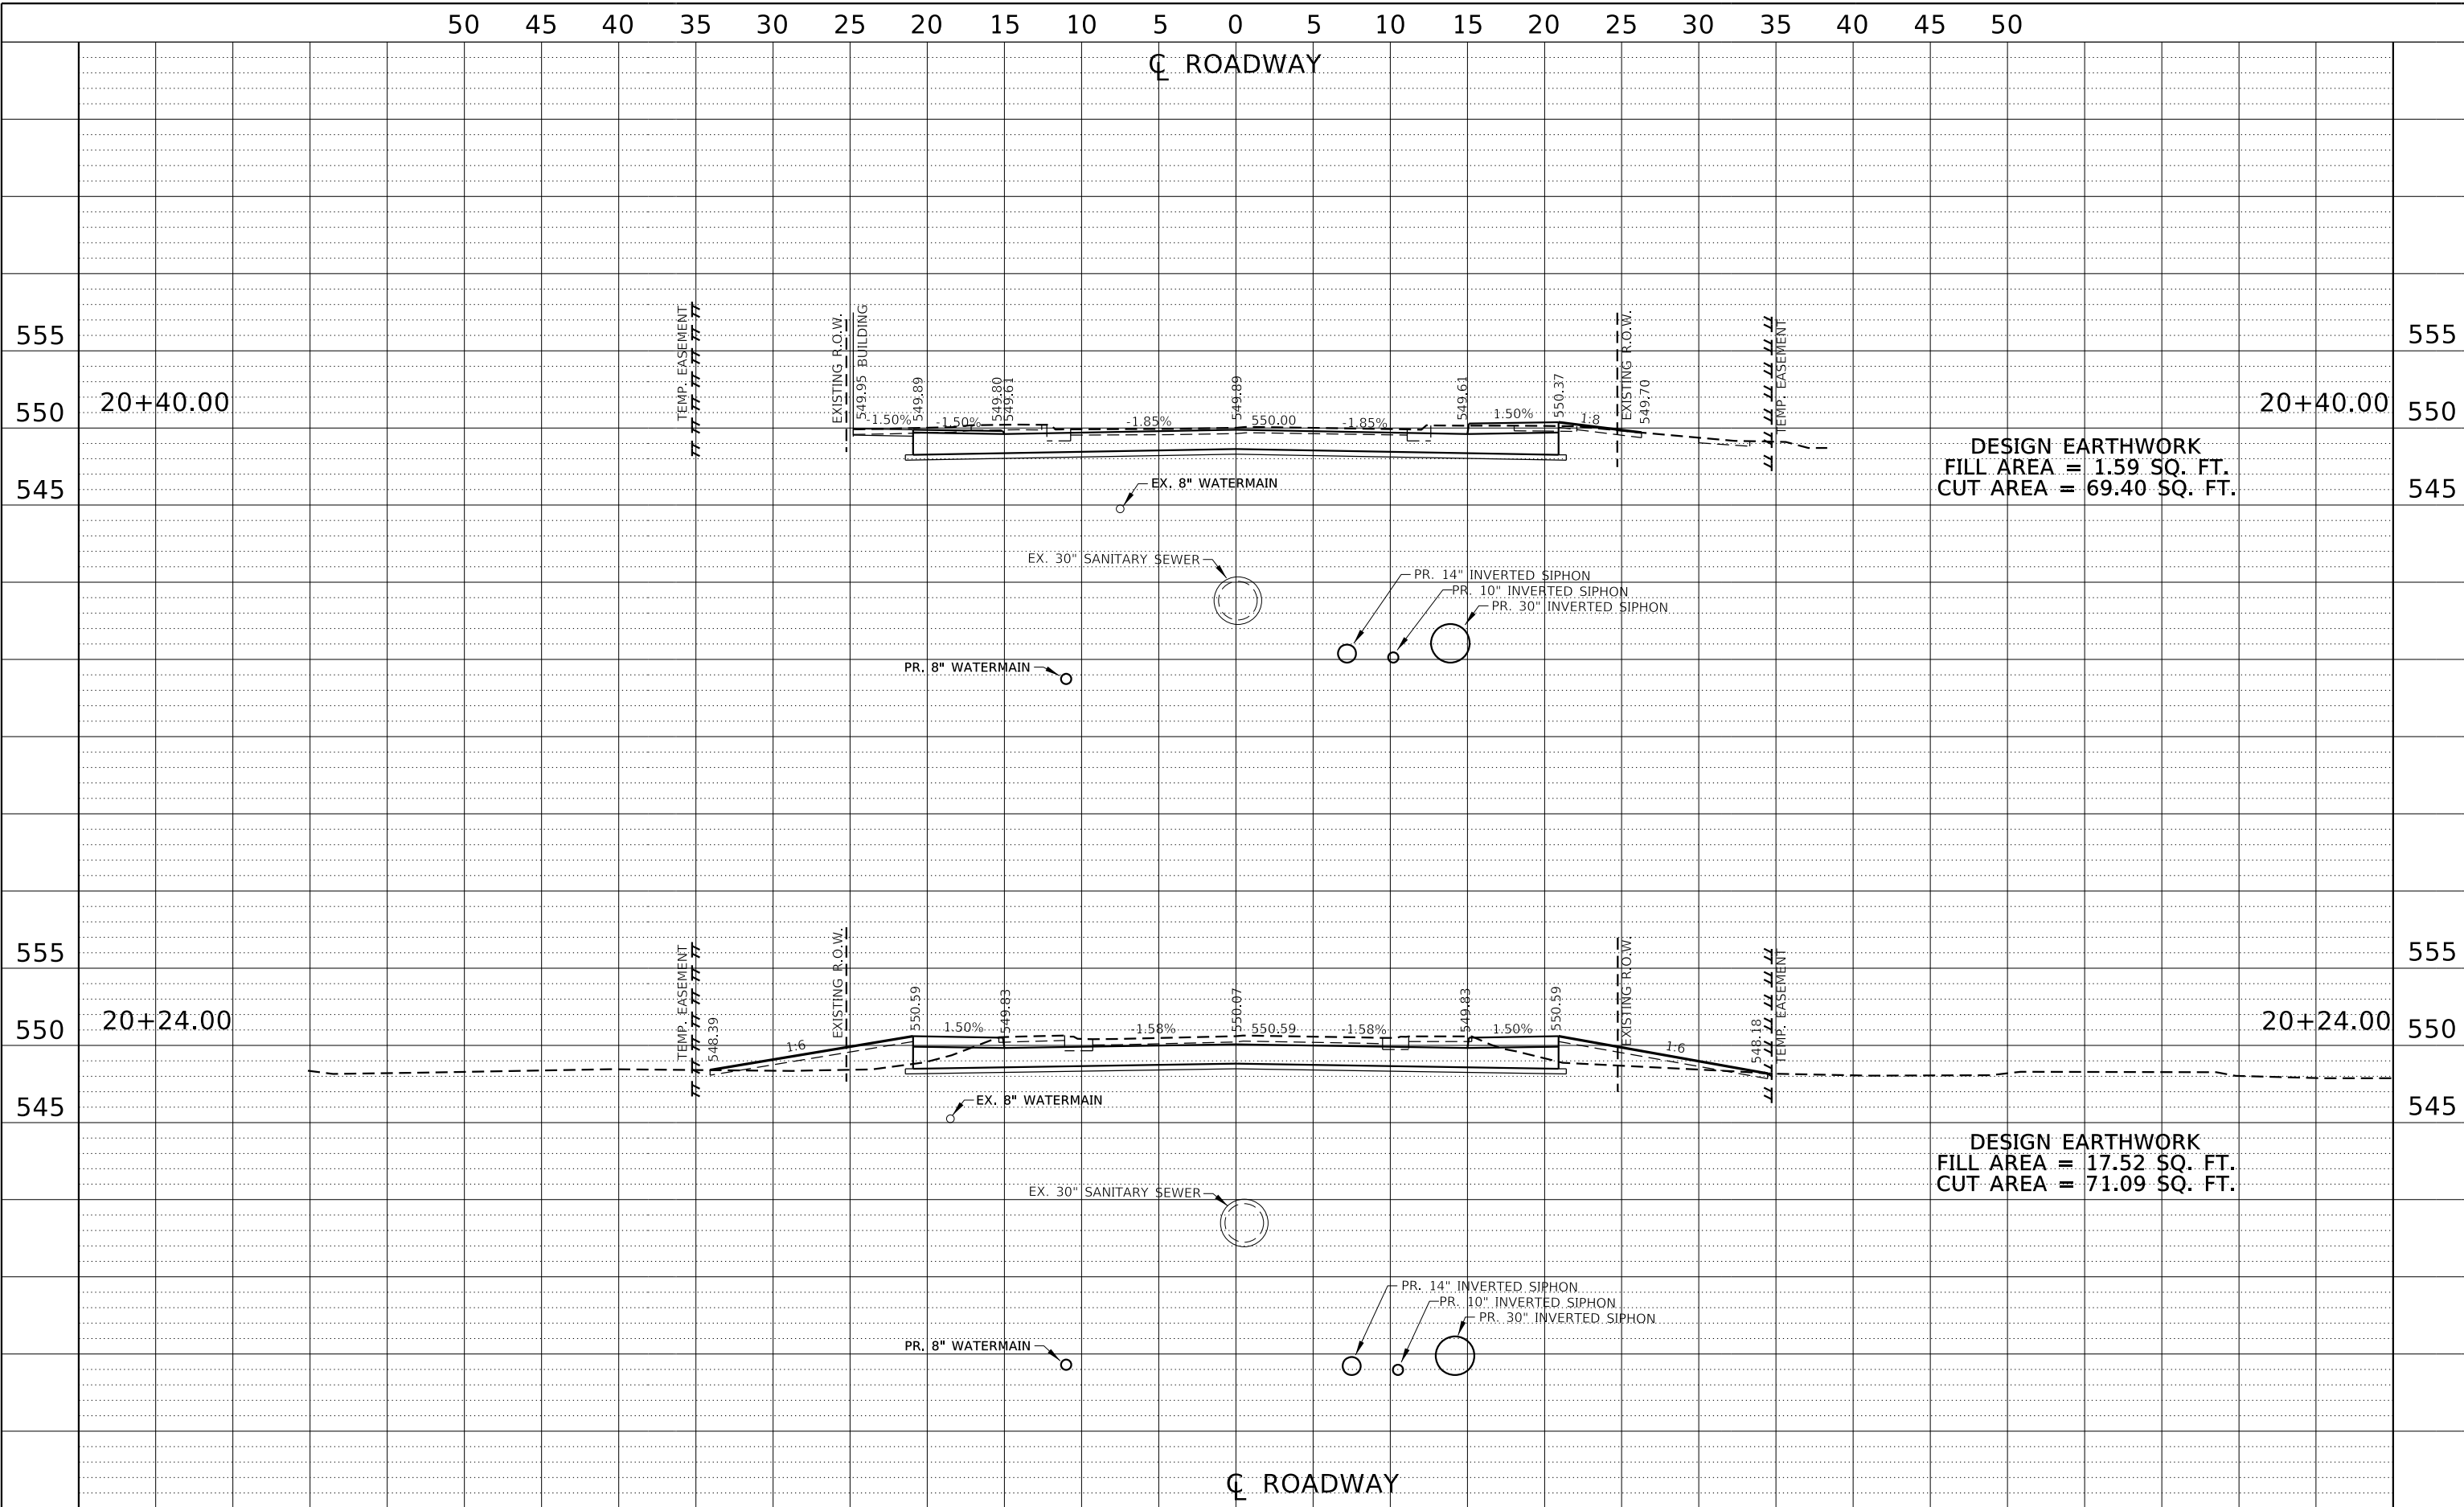 50 45 40 35 30 25 20 15 10 5 0 5 10 15 20 25 30 35 40 45 50
℄ ROADWAY
555 555
TEMP. EASEMENT
EXISTING R.O.W.
549.95 BUILDING
549.89
549.80
549.61
549.89
549.61
550.37
EXISTING R.O.W.
549.70
TEMP. EASEMENT
20+40.00 20+40.00
550 550
-1.50% -1.50% -1.85% 550.00 -1.85% 1.50% 1:8
DESIGN EARTHWORK
FILL AREA = 1.59 SQ. FT.
CUT AREA = 69.40 SQ. FT.
545 545
EX. 8" WATERMAIN
EX. 30" SANITARY SEWER
PR. 14" INVERTED SIPHON
PR. 10" INVERTED SIPHON
PR. 30" INVERTED SIPHON
PR. 8" WATERMAIN
555 555
TEMP. EASEMENT
548.39
EXISTING R.O.W.
550.59
549.83
550.07
549.83
550.59
EXISTING R.O.W.
548.18
TEMP. EASEMENT
20+24.00 20+24.00
550 550
1:6 1.50% -1.58% 550.59 -1.58% 1.50% 1:6
545 545
EX. 8" WATERMAIN
DESIGN EARTHWORK
FILL AREA = 17.52 SQ. FT.
CUT AREA = 71.09 SQ. FT.
EX. 30" SANITARY SEWER
PR. 14" INVERTED SIPHON
PR. 10" INVERTED SIPHON
PR. 30" INVERTED SIPHON
PR. 8" WATERMAIN
℄ ROADWAY